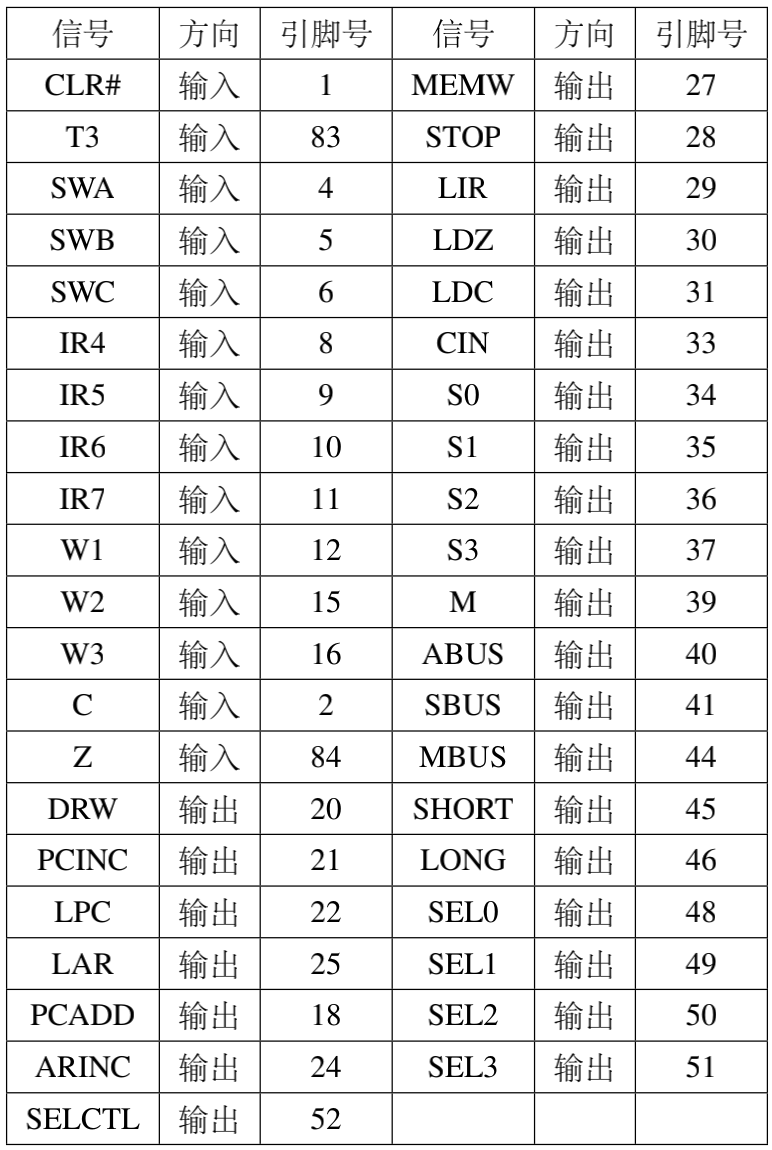 信号 方向 引脚号 信号 方向 引脚号
CLR# 输入 1 MEMW 输出 27
T3 输入 83 STOP 输出 28
SWA 输入 4 LIR 输出 29
SWB 输入 5 LDZ 输出 30
SWC 输入 6 LDC 输出 31
IR4 输入 8 CIN 输出 33
IR5 输入 9 S0 输出 34
IR6 输入 10 S1 输出 35
IR7 输入 11 S2 输出 36
W1 输入 12 S3 输出 37
W2 输入 15 M 输出 39
W3 输入 16 ABUS 输出 40
C 输入 2 SBUS 输出 41
Z 输入 84 MBUS 输出 44
DRW 输出 20 SHORT 输出 45
PCINC 输出 21 LONG 输出 46
LPC 输出 22 SEL0 输出 48
LAR 输出 25 SEL1 输出 49
PCADD 输出 18 SEL2 输出 50
ARINC 输出 24 SEL3 输出 51
SELCTL 输出 52